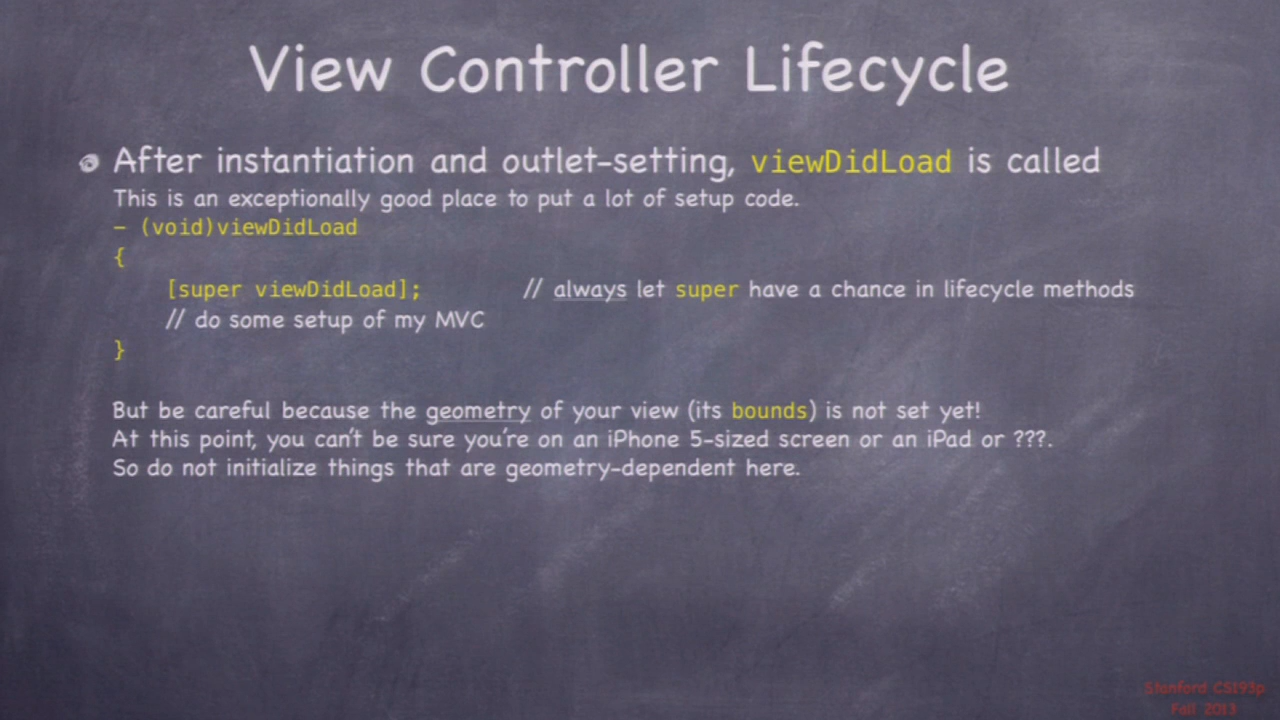 View Controller Lifecycle
After instantiation and outlet-setting, viewDidLoad is called
This is an exceptionally good place to put a lot of setup code.
- (void)viewDidLoad
{
[super viewDidLoad]; // always let super have a chance in lifecycle methods
// do some setup of my MVC
}
But be careful because the geometry of your view (its bounds) is not set yet!
At this point, you can't be sure you're on an iPhone 5-sized screen or an iPad or ???.
So do not initialize things that are geometry-dependent here.
Stanford CS193p
Fall 2013